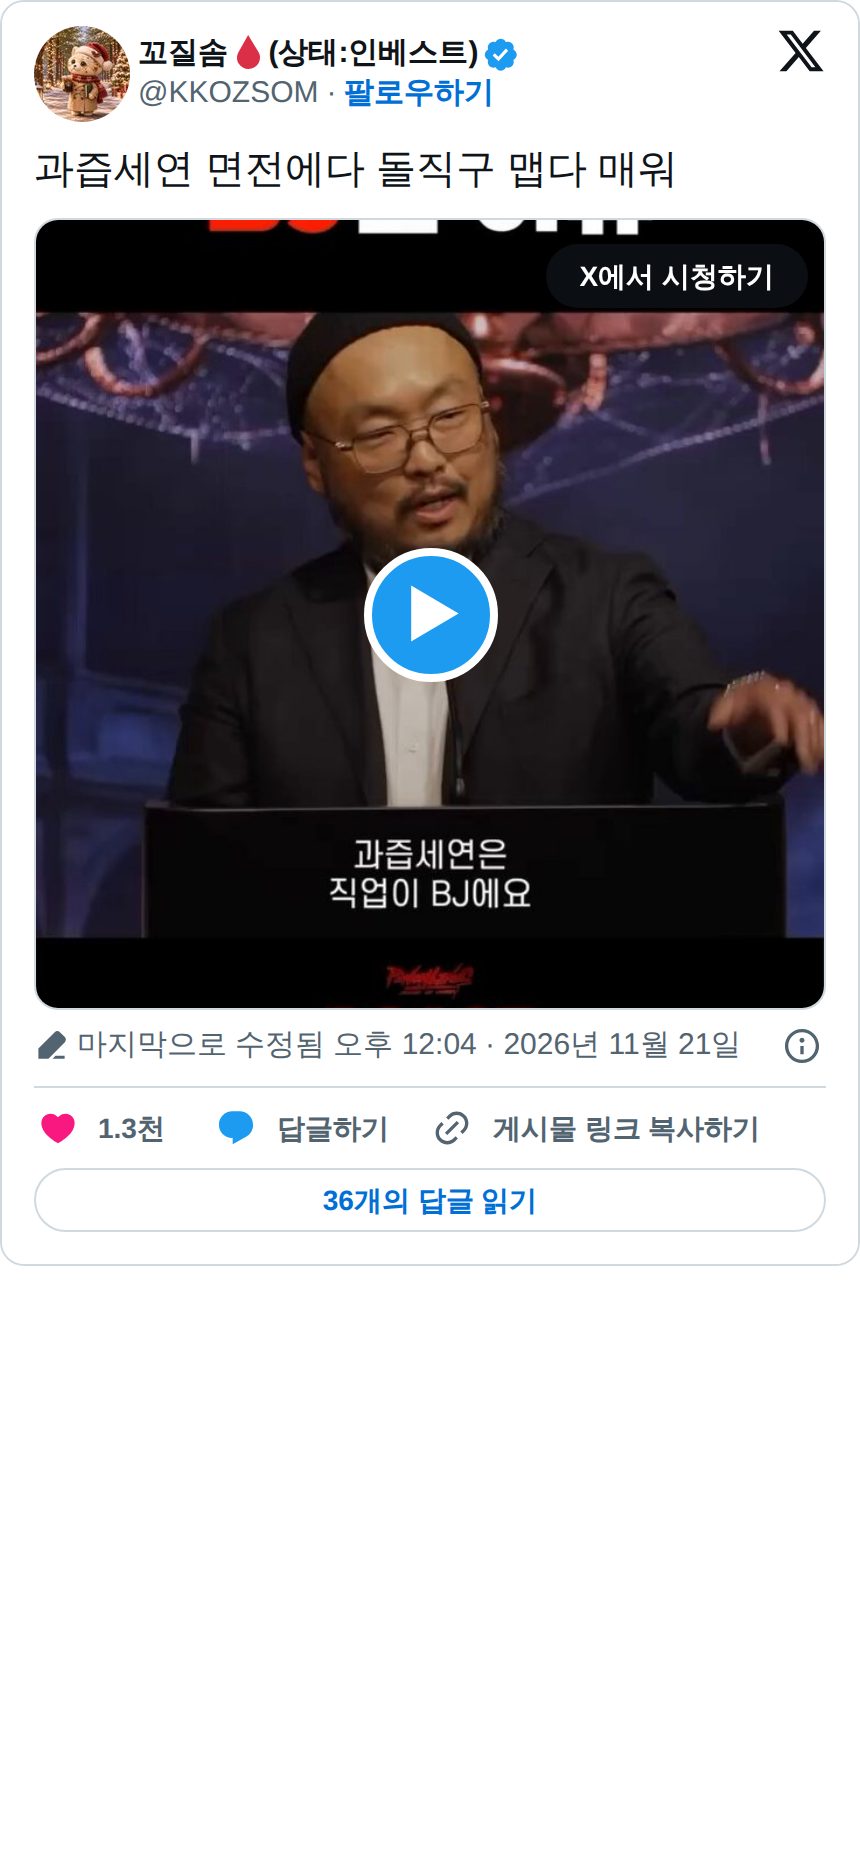 꼬질솜🩸(상태:인베스트)
@KKOZSOM · 팔로우하기
과즙세연 면전에다 돌직구 맵다 매워
X에서 시청하기
과즙세연은
직업이 BJ에요
마지막으로 수정됨 오후 12:04 · 2026년 11월 21일
1.3천 답글하기 게시물 링크 복사하기
36개의 답글 읽기